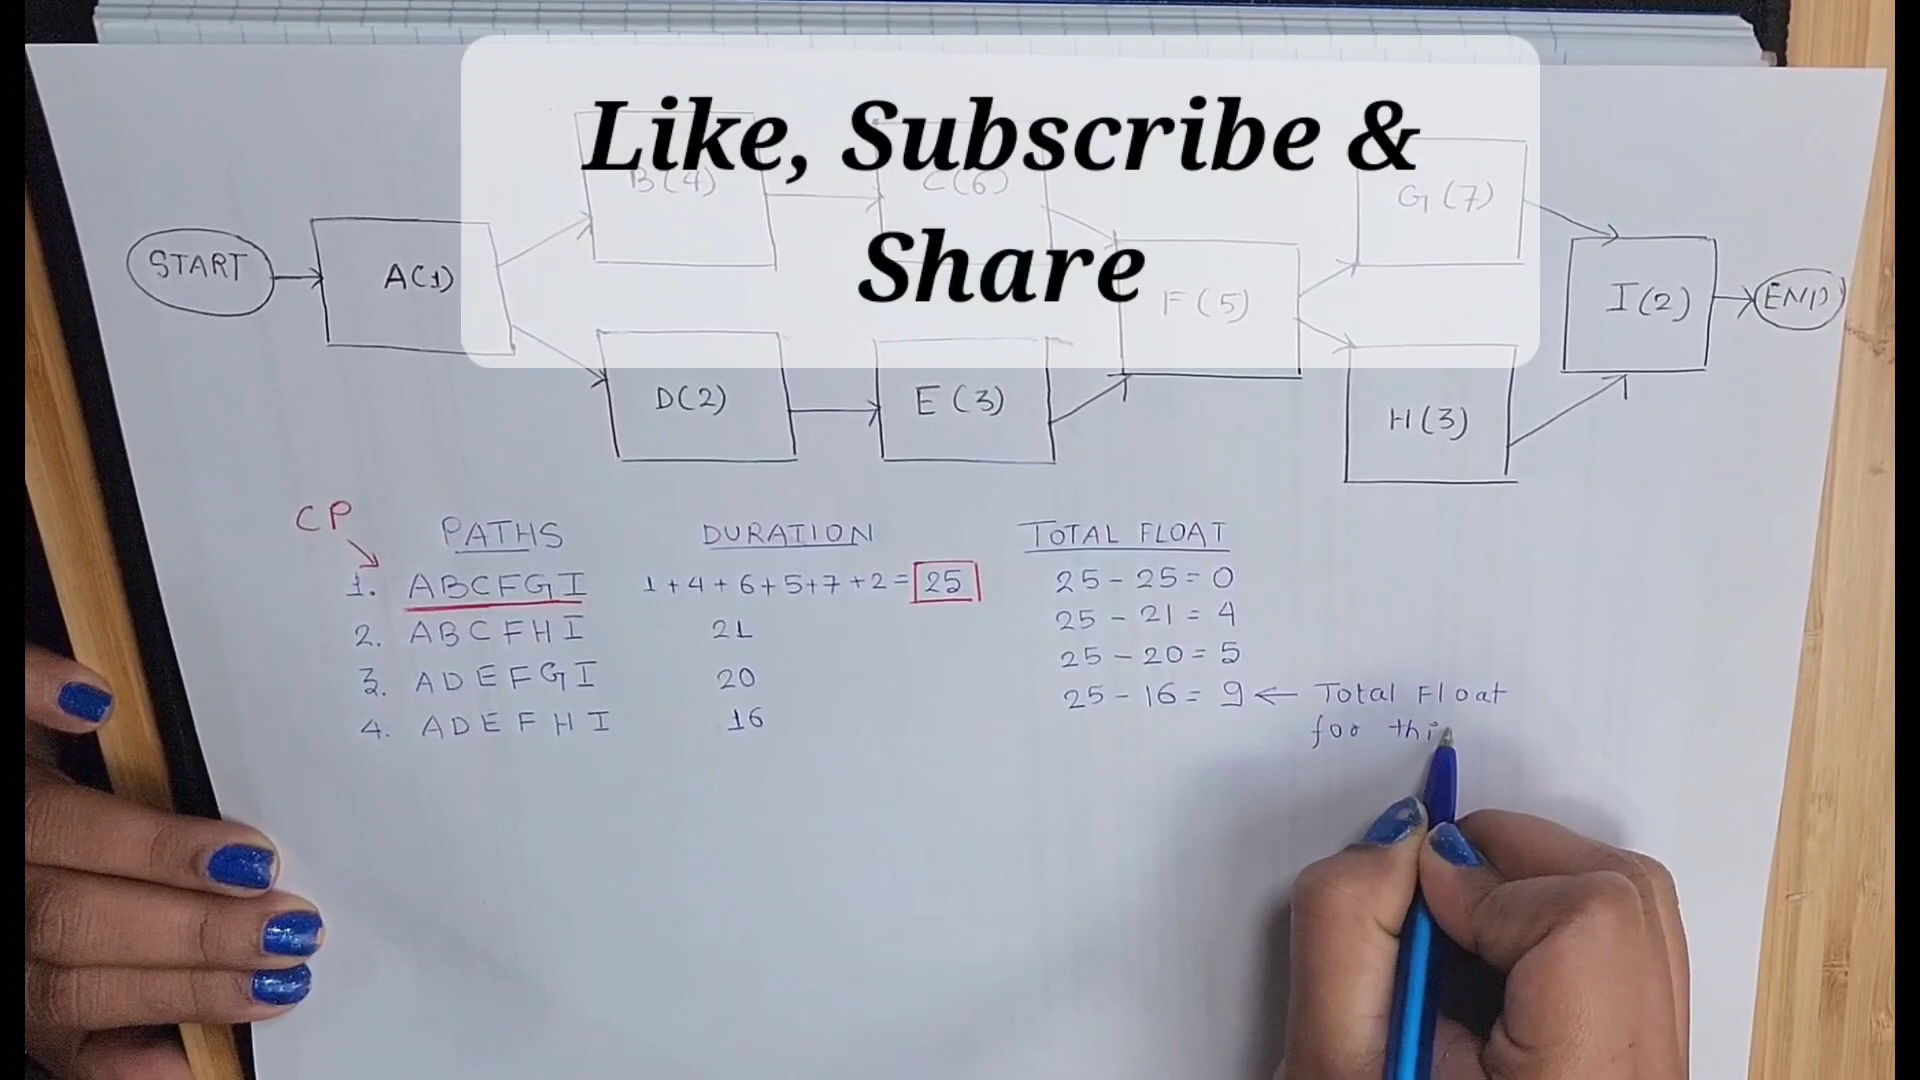 Like, Subscribe &
Share
START
A(1)
B(4)
C(6)
D(2)
E(3)
F(5)
G(7)
H(3)
I(2)
END
CP
PATHS DURATION TOTAL FLOAT
1. ABCFGI 1+4+6+5+7+2=25 25-25=0
2. ABCFHI 21 25-21=4
3. ADEFGI 20 25-20=5
4. ADEFHI 16 25-16=9 ← Total Float
for thi